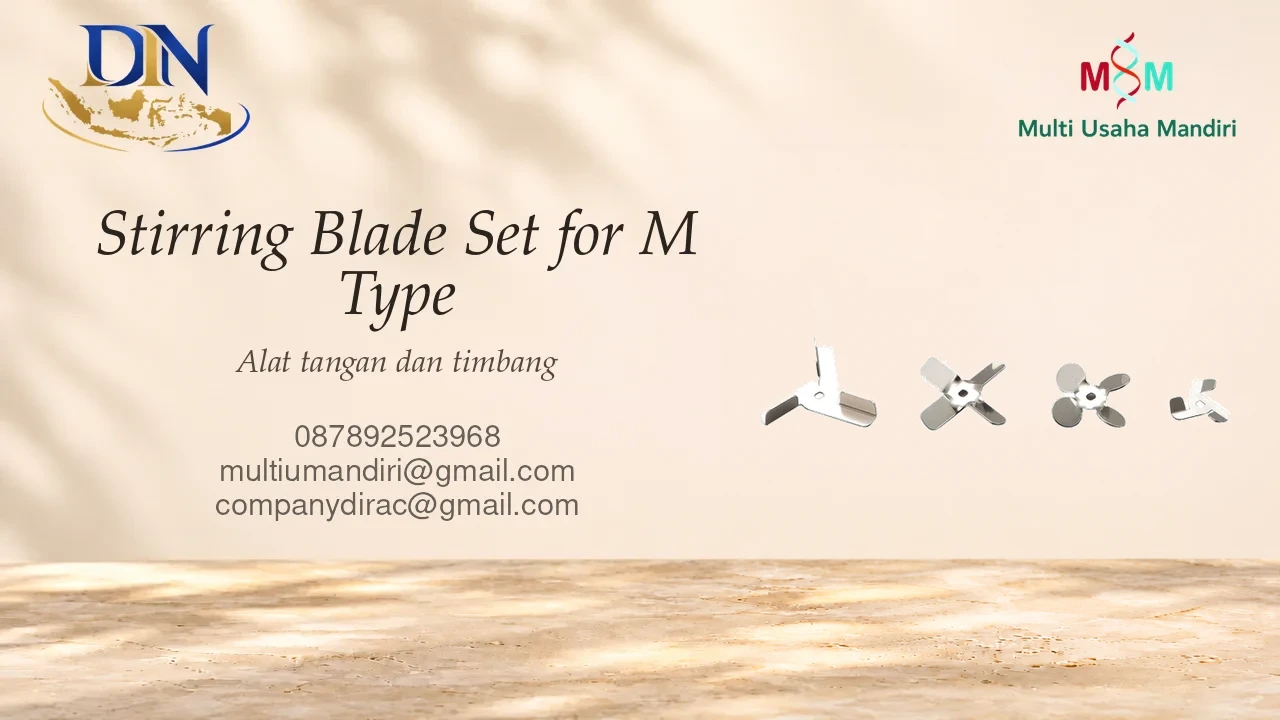 DIN
M M
Multi Usaha Mandiri
Stirring Blade Set for M
Type
Alat tangan dan timbang
087892523968
multiumandiri@gmail.com
companydirac@gmail.com